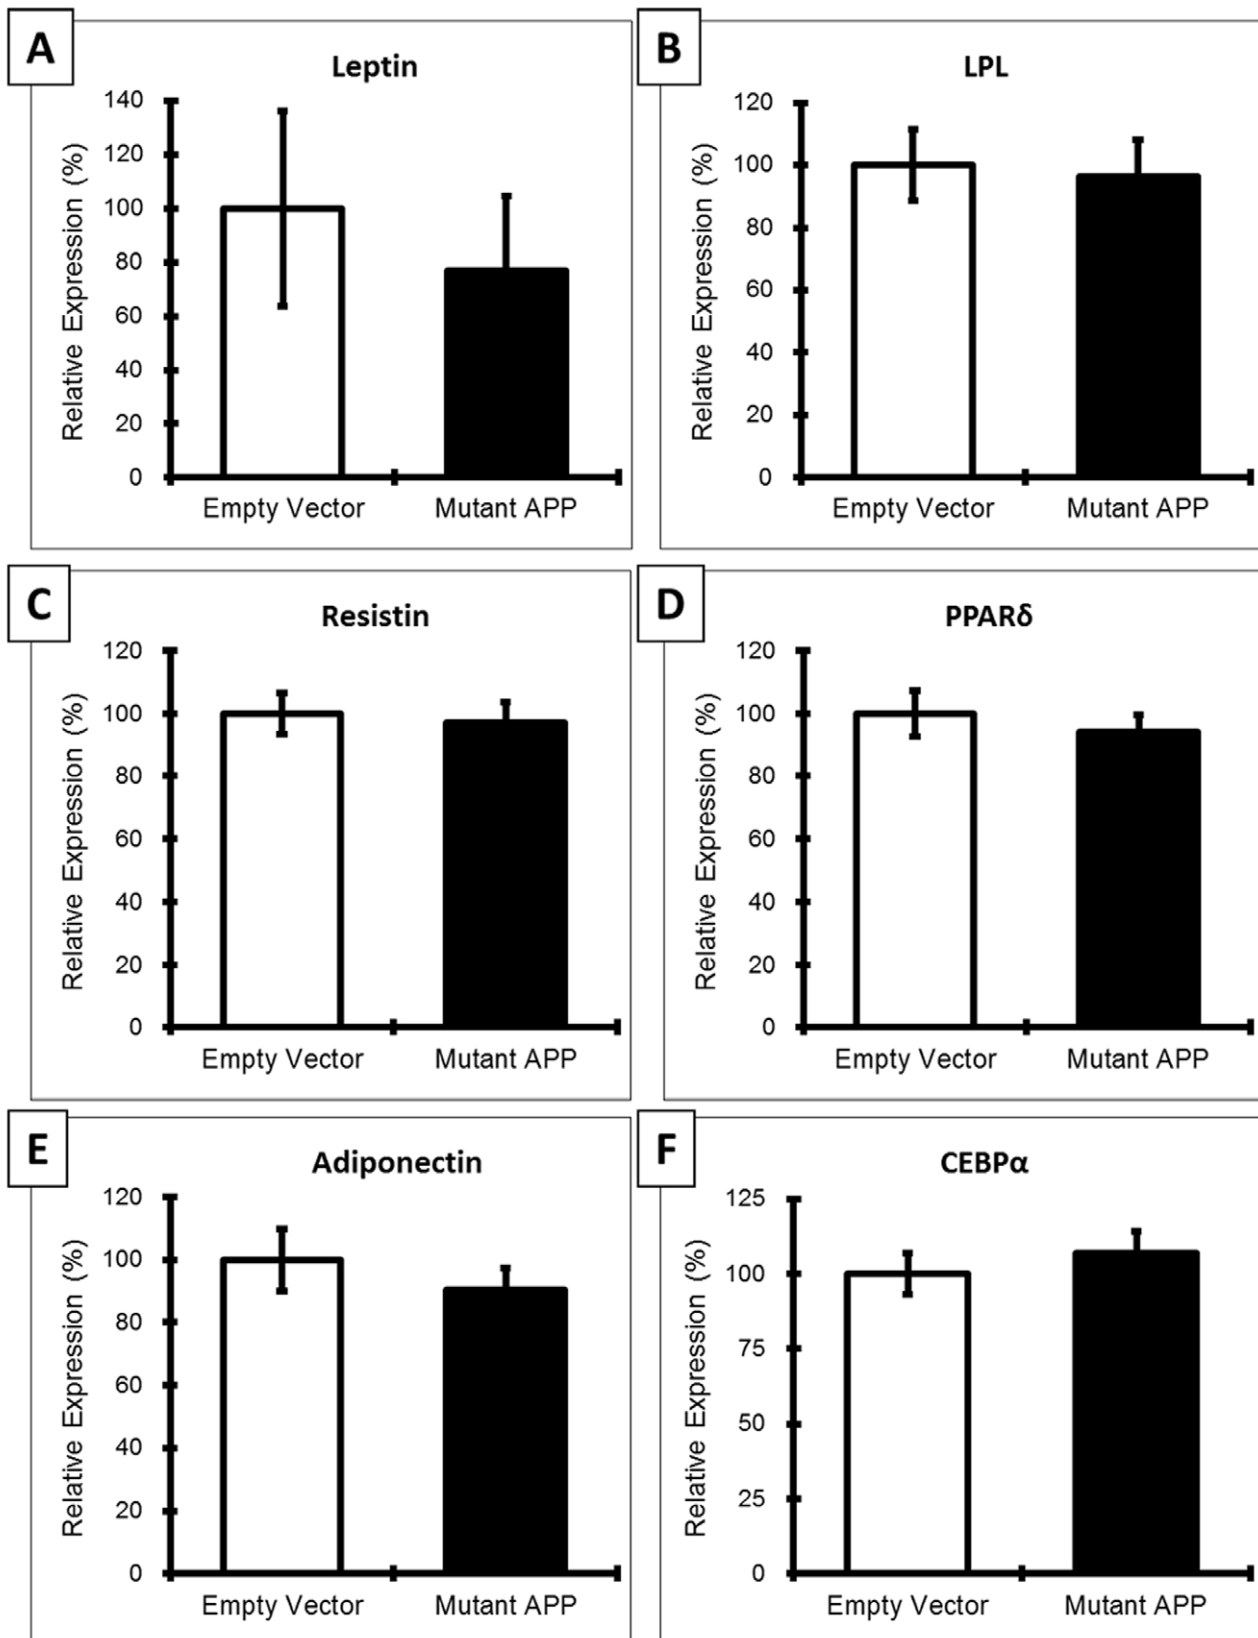 A
Leptin
Relative Expression (%)
140
120
100
80
60
40
20
0
Empty Vector
Mutant APP
B
LPL
Relative Expression (%)
120
100
80
60
40
20
0
Empty Vector
Mutant APP
C
Resistin
Relative Expression (%)
120
100
80
60
40
20
0
Empty Vector
Mutant APP
D
PPARδ
Relative Expression (%)
120
100
80
60
40
20
0
Empty Vector
Mutant APP
E
Adiponectin
Relative Expression (%)
120
100
80
60
40
20
0
Empty Vector
Mutant APP
F
CEBPα
Relative Expression (%)
125
100
75
50
25
0
Empty Vector
Mutant APP